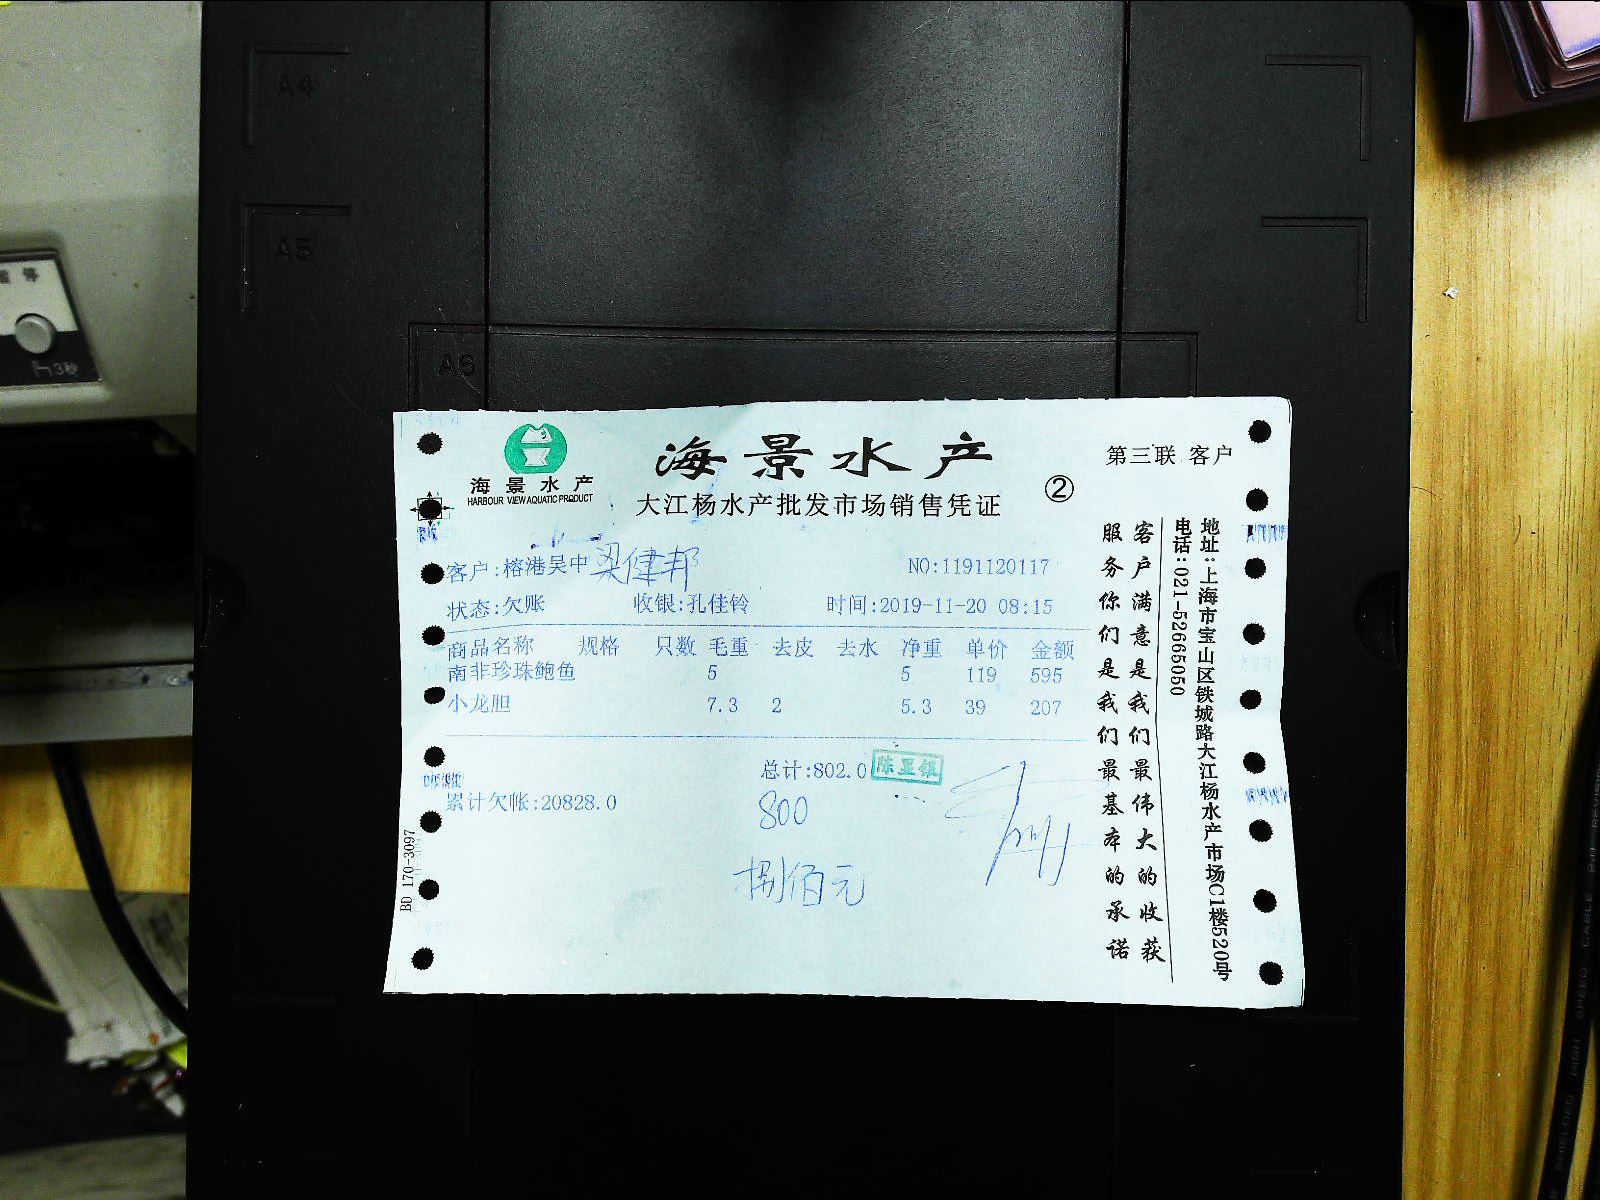 A4
A5
A6
3秒
海景水产
HARBOUR VIEW AQUATIC PRODUCT
海景水产
大江杨水产批发市场销售凭证
②
第三联 客户
客户:榕港吴中 梁健邦
NO:1191120117
状态:欠账 收银:孔佳铃 时间:2019-11-20 08:15
商品名称 规格 只数 毛重 去皮 去水 净重 单价 金额
南非珍珠鲍鱼 5 5 119 595
小龙胆 7.3 2 5.3 39 207
总计:802.0
累计欠帐:20828.0
800
捌佰元
BD 170-3097
客户满意是我们最伟大的收获
服务你们是我们最基本的承诺
地址:上海市宝山区铁城路大江杨水产市场C1楼520号
电话:021-52665050